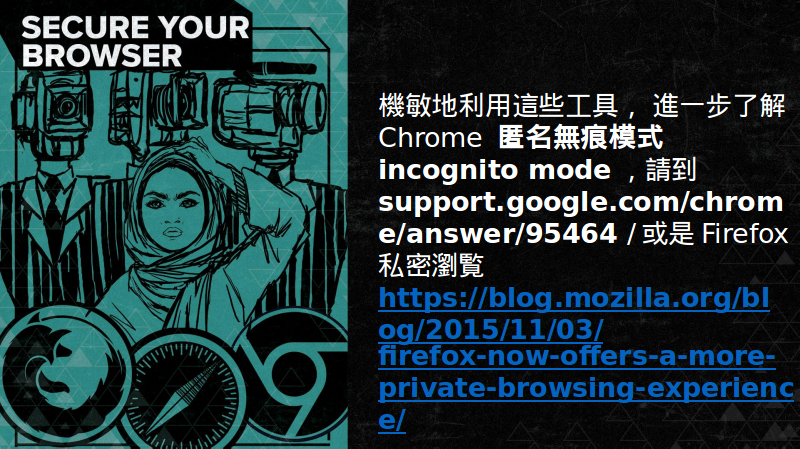 SECURE YOUR
BROWSER
機敏地利用這些工具， 進一步了解
Chrome 匿名無痕模式
incognito mode ，請到
support.google.com/chrom
e/answer/95464 / 或是 Firefox
私密瀏覧
https://blog.mozilla.org/bl
og/2015/11/03/
firefox-now-offers-a-more-
private-browsing-experienc
e/